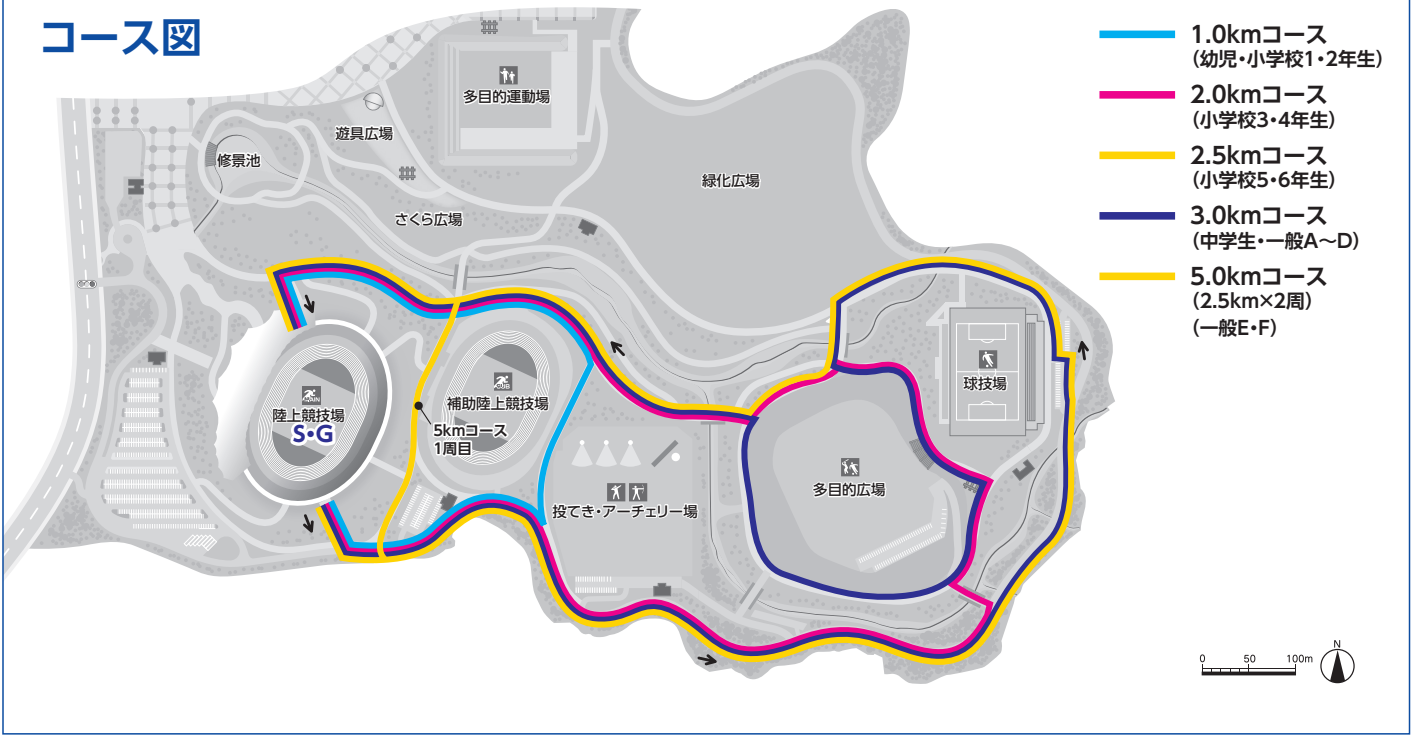 コース図
1.0kmコース
(幼児・小学校1・2年生)
2.0kmコース
(小学校3・4年生)
2.5kmコース
(小学校5・6年生)
3.0kmコース
(中学生・一般A～D)
5.0kmコース
(2.5km×2周)
(一般E・F)
多目的運動場
遊具広場
修景池
さくら広場
緑化広場
球技場
MAIN
陸上競技場
S・G
SUB
補助陸上競技場
5kmコース
1周目
多目的広場
投てき・アーチェリー場
N
0 50 100m